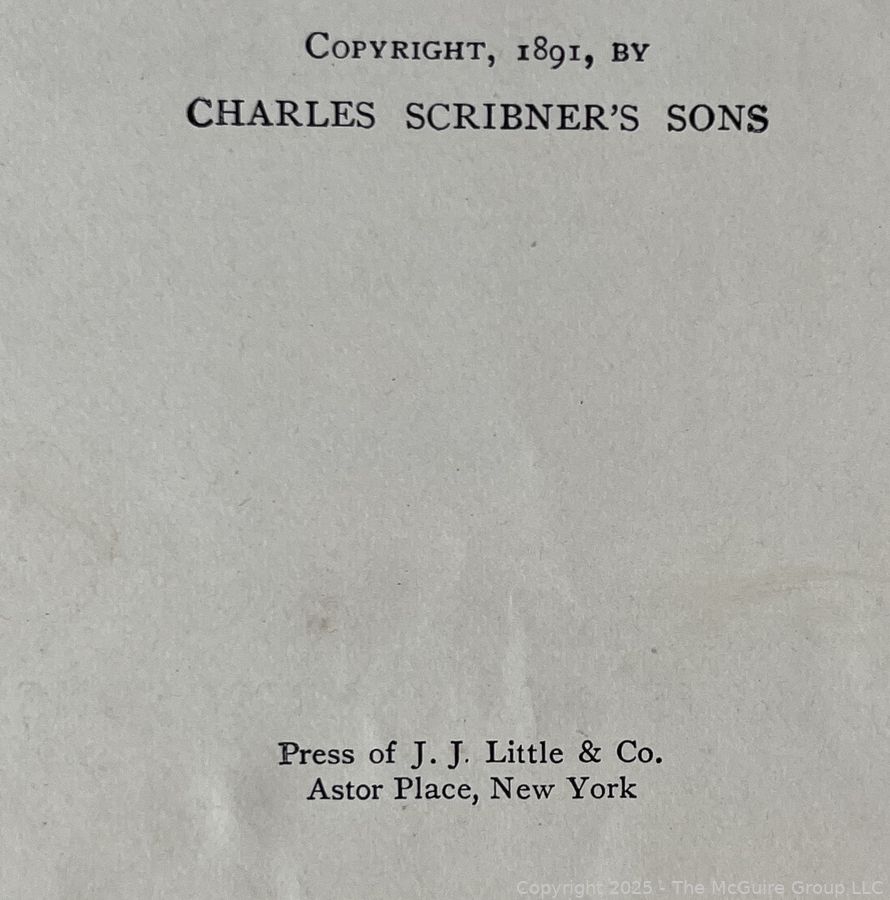 COPYRIGHT, 1891, BY
CHARLES SCRIBNER'S SONS
Press of J. J. Little & Co.
Astor Place, New York
Copyright 2025 - The McGuire Group,LLC